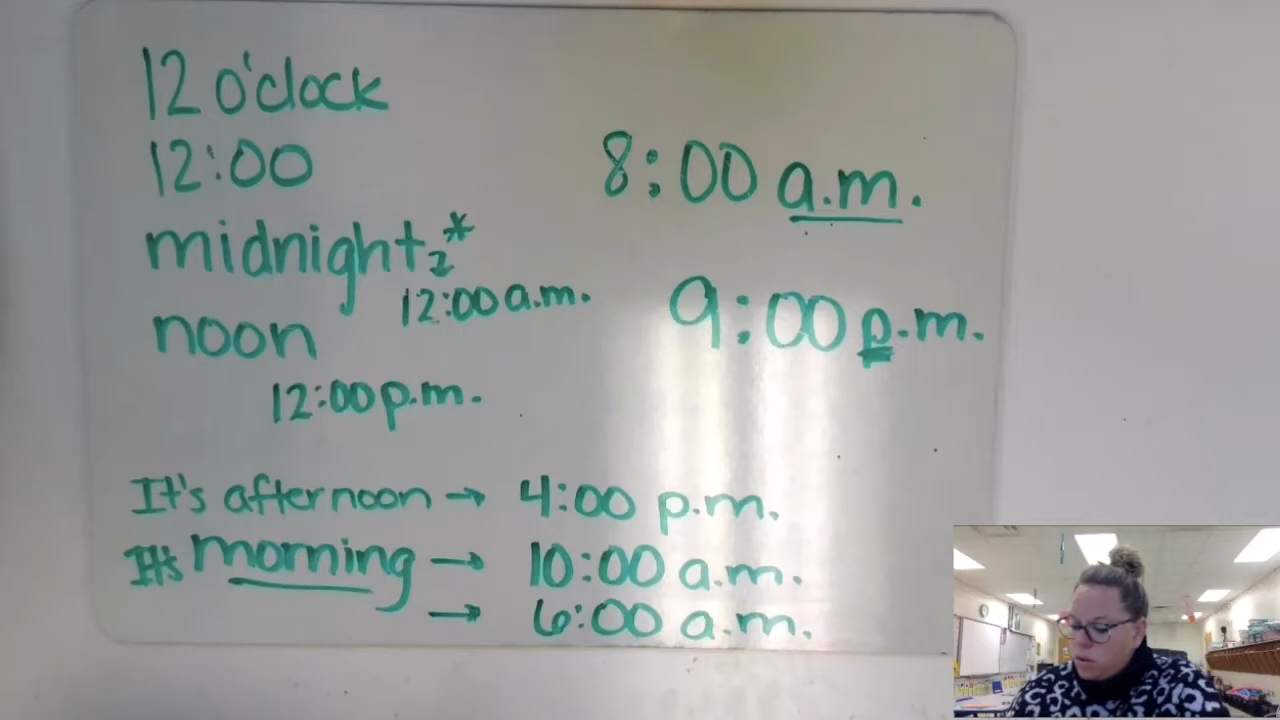 12 o'clock
12:00
8:00 a.m.
midnight *
12:00 a.m.
9:00 p.m.
noon
12:00 p.m.
It's afternoon → 4:00 p.m.
It's morning → 10:00 a.m.
→ 6:00 a.m.